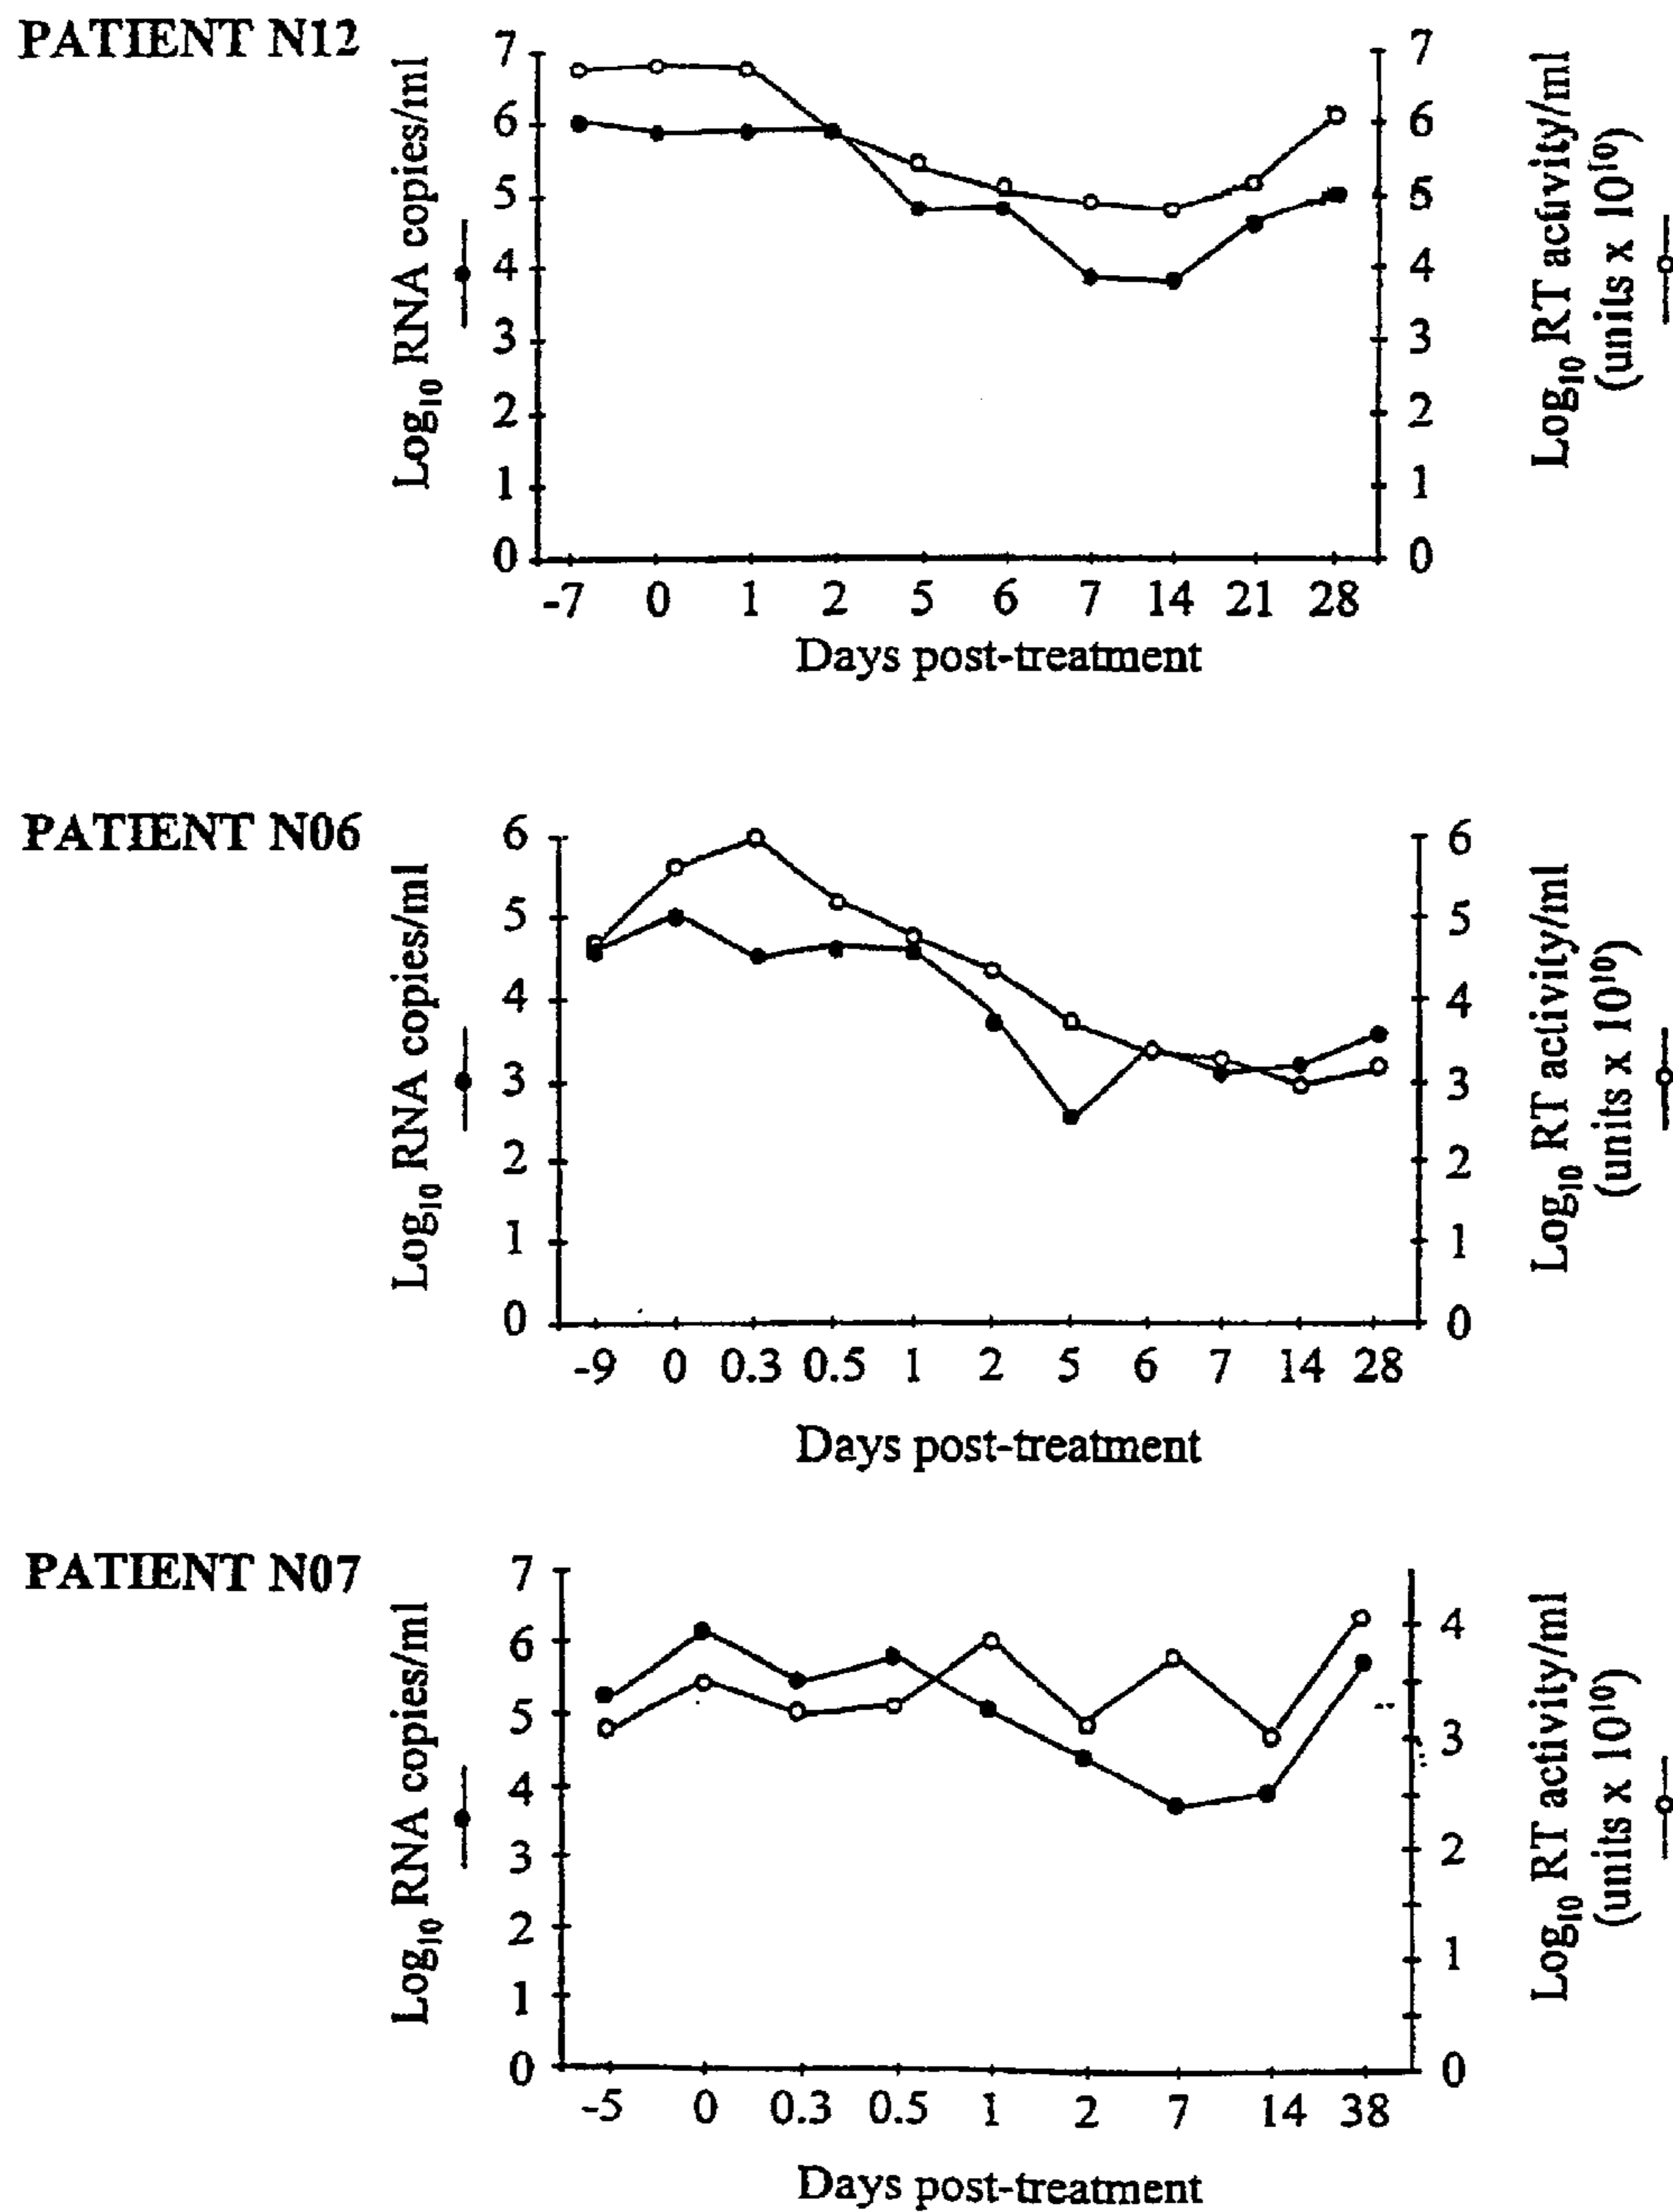 PATIENT N12
Log₁₀ RNA copies/ml
7
6
5
4
3
2
1
0
7
6
5
4
3
2
1
0
Log₁₀ RT activity/ml
(units x 10¹⁰)
-7 0 1 2 5 6 7 14 21 28
Days post-treatment
PATIENT N06
Log₁₀ RNA copies/ml
6
5
4
3
2
1
0
6
5
4
3
2
1
0
Log₁₀ RT activity/ml
(units x 10¹⁰)
-9 0 0.3 0.5 1 2 5 6 7 14 28
Days post-treatment
PATIENT N07
Log₁₀ RNA copies/ml
7
6
5
4
3
2
1
0
4
3
2
1
0
Log₁₀ RT activity/ml
(units x 10¹⁰)
-5 0 0.3 0.5 1 2 7 14 38
Days post-treatment